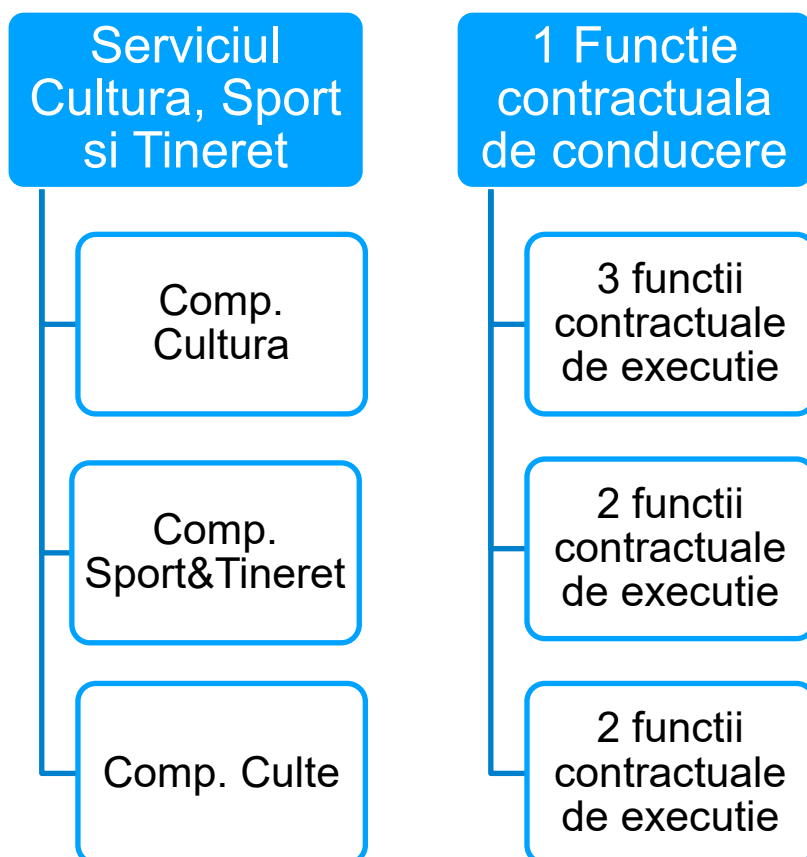 Serviciul
Cultura, Sport
si Tineret
Comp.
Cultura
Comp.
Sport&Tineret
Comp. Culte
1 Functie
contractuala
de conducere
3 functii
contractuale
de executie
2 functii
contractuale
de executie
2 functii
contractuale
de executie